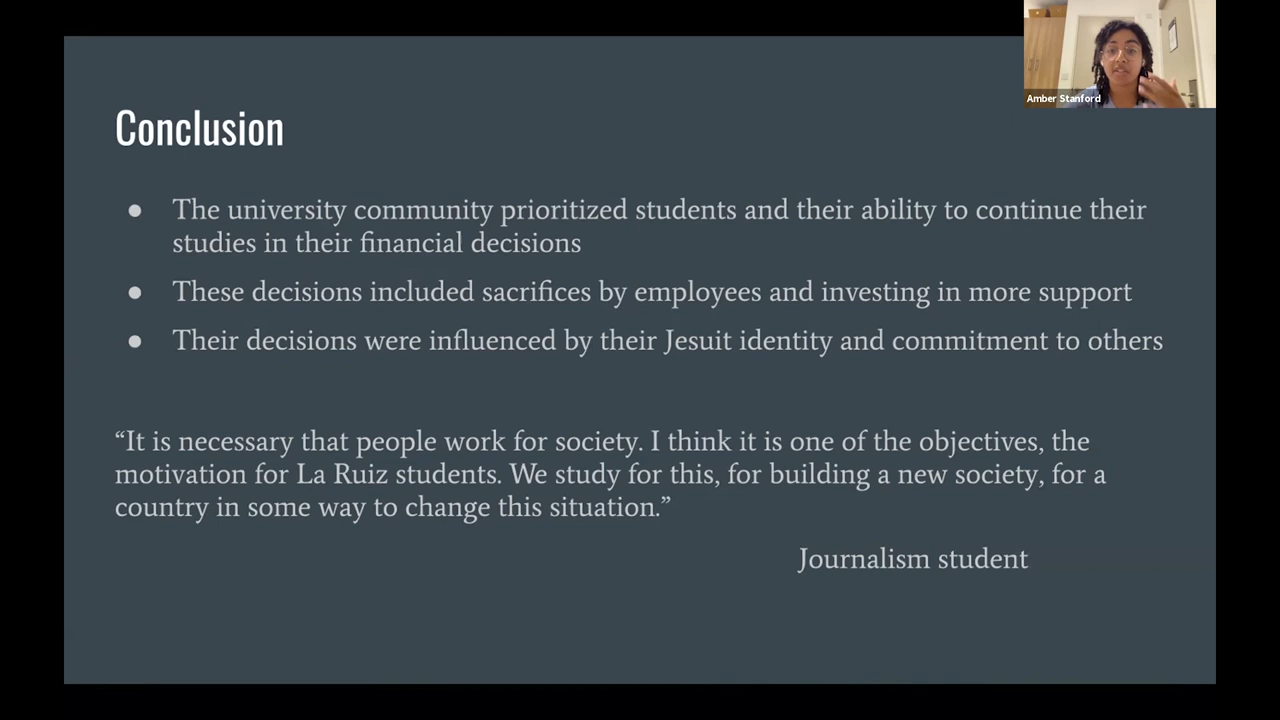 Amber Stanford
Conclusion
● The university community prioritized students and their ability to continue their
studies in their financial decisions
● These decisions included sacrifices by employees and investing in more support
● Their decisions were influenced by their Jesuit identity and commitment to others
“It is necessary that people work for society. I think it is one of the objectives, the
motivation for La Ruiz students. We study for this, for building a new society, for a
country in some way to change this situation.”
Journalism student